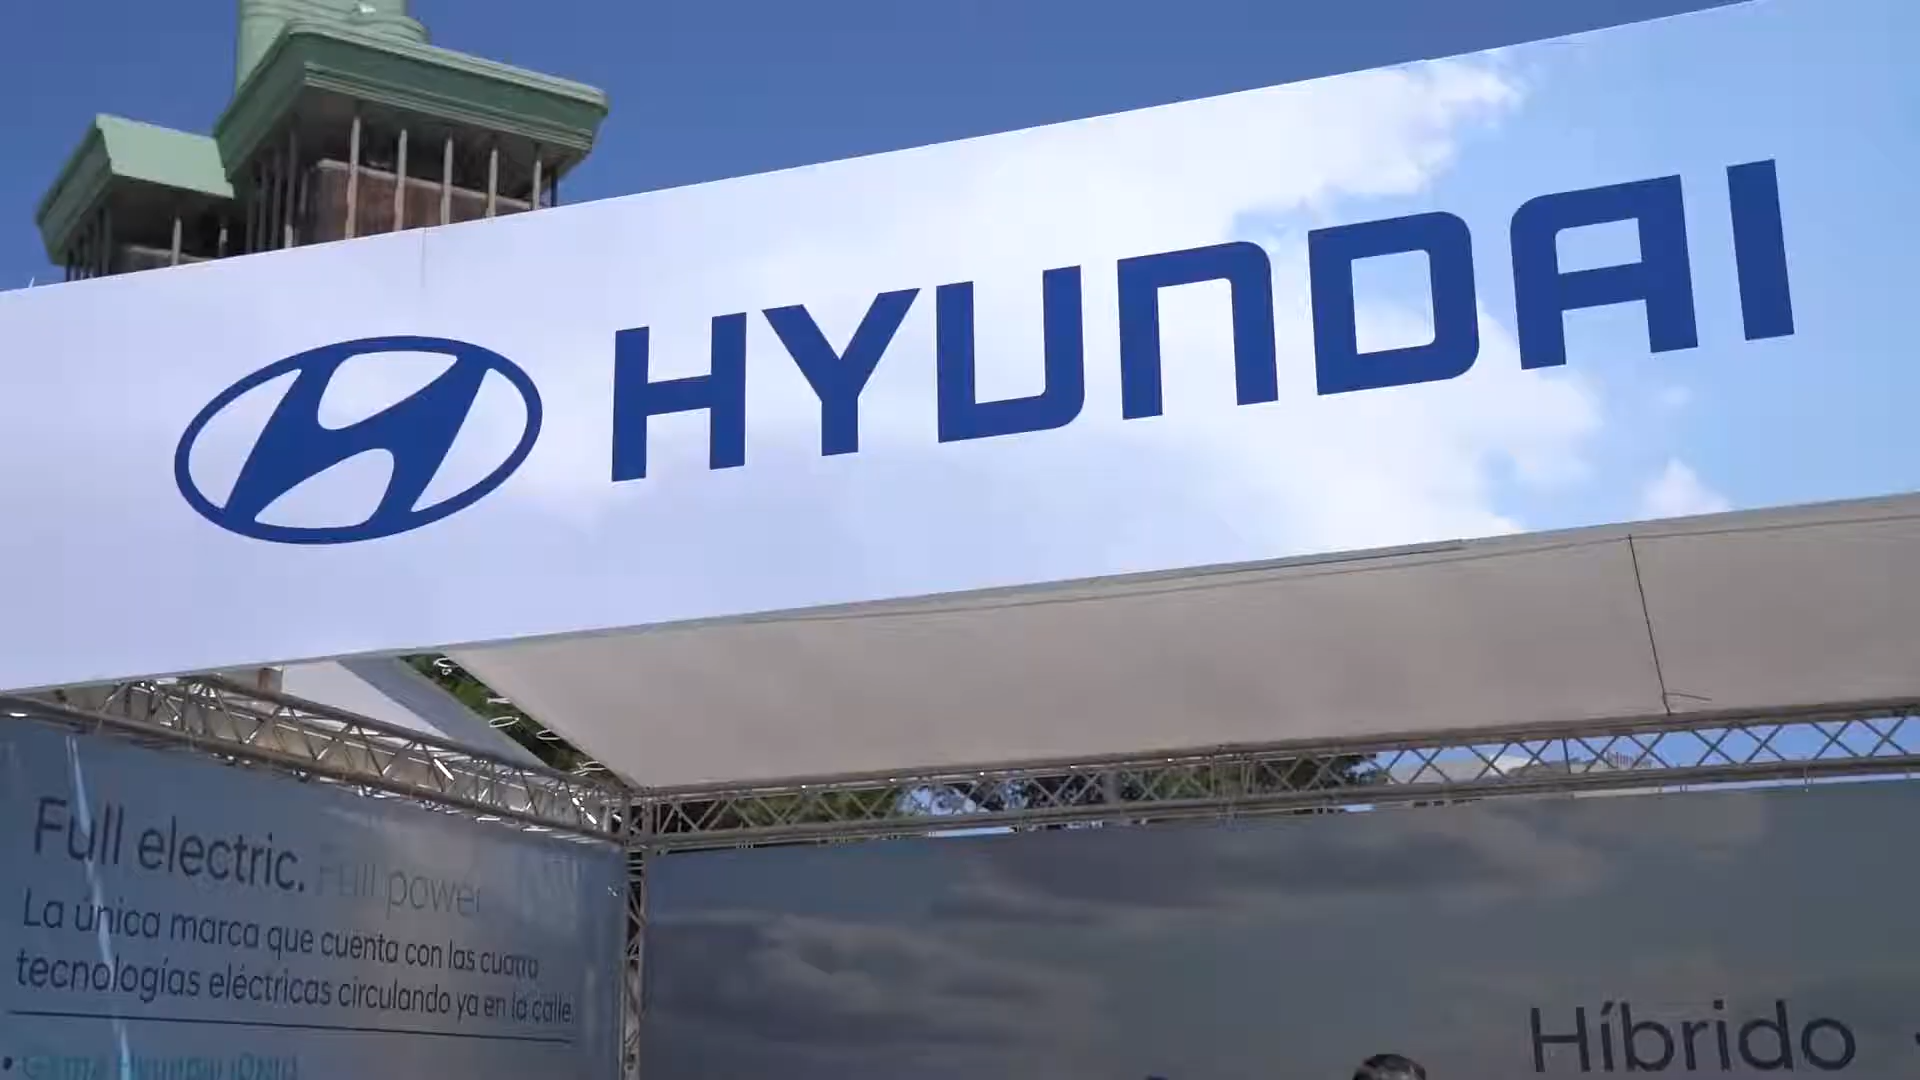 HYUNDAI
Full electric. Full power
La única marca que cuenta con las cuatro
tecnologías eléctricas circulando ya en la calle.
Híbrido